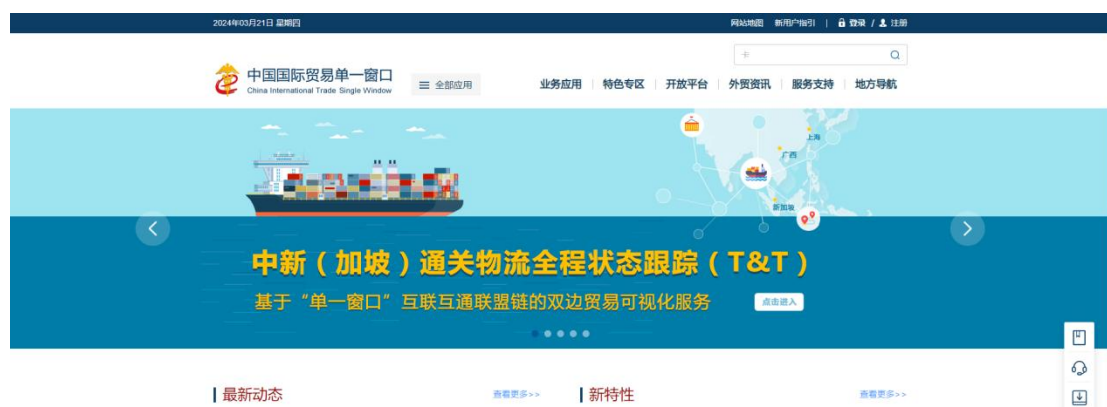 2024年03月21日 星期四
网站地图 新用户指引 | 登录 / 注册
卡
中国国际贸易单一窗口
China International Trade Single Window
全部应用
业务应用 特色专区 开放平台 外贸资讯 服务支持 地方导航
上海
广西
新加坡
中新（加坡）通关物流全程状态跟踪（T&T）
基于“单一窗口”互联互通联盟链的双边贸易可视化服务
点击进入
最新动态 查看更多>>
新特性 查看更多>>